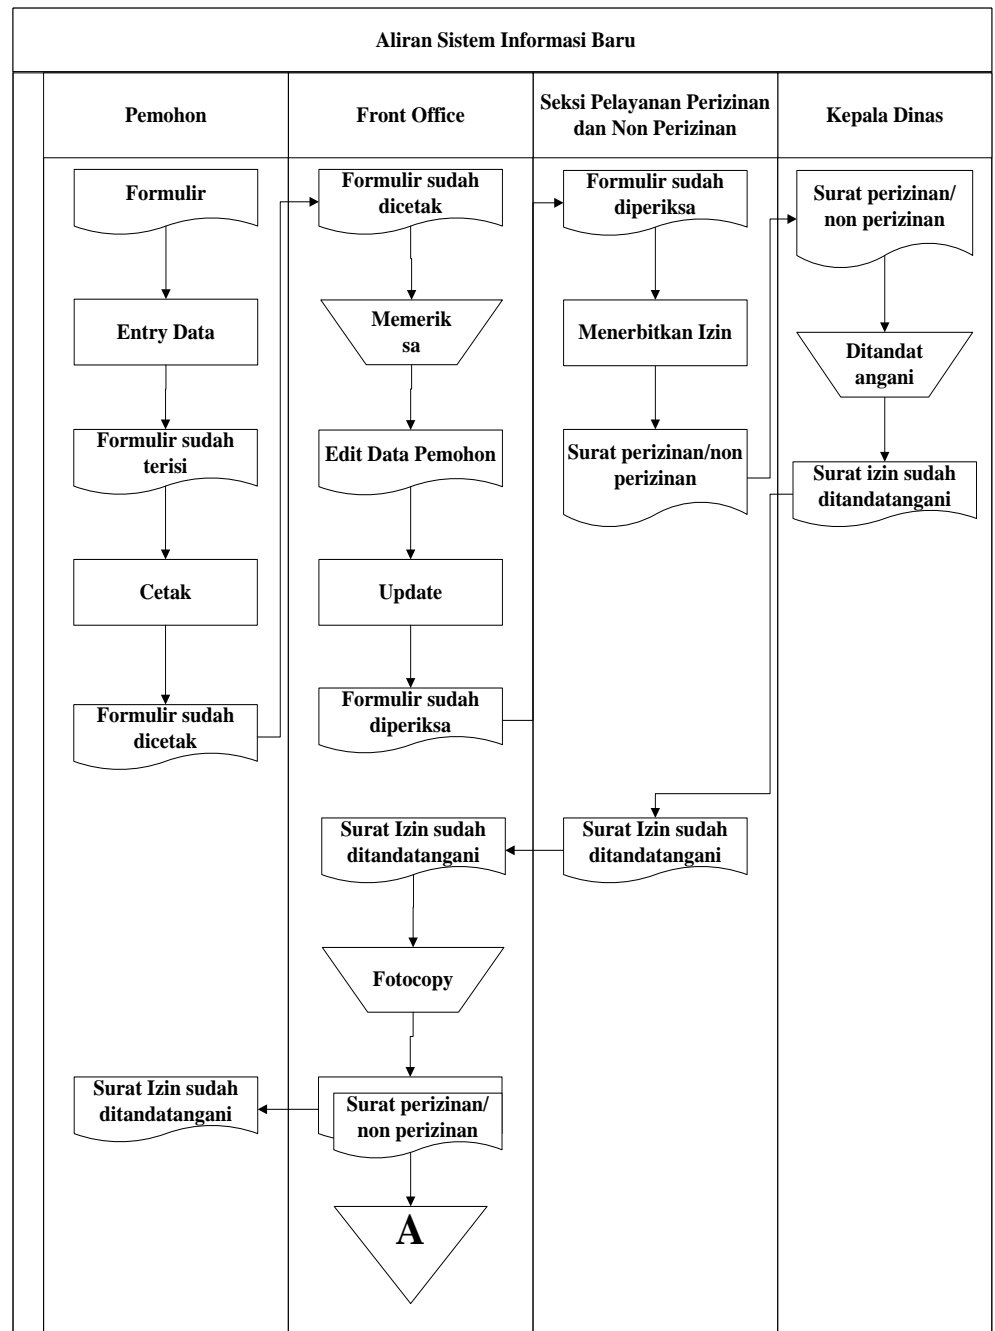 Aliran Sistem Informasi Baru
Pemohon
Front Office
Seksi Pelayanan Perizinan
dan Non Perizinan
Kepala Dinas
Formulir
Entry Data
Formulir sudah
terisi
Cetak
Formulir sudah
dicetak
Formulir sudah
dicetak
Memerik
sa
Edit Data Pemohon
Update
Formulir sudah
diperiksa
Formulir sudah
diperiksa
Menerbitkan Izin
Surat perizinan/non
perizinan
Surat perizinan/
non perizinan
Ditandat
angani
Surat izin sudah
ditandatangani
Surat Izin sudah
ditandatangani
Surat Izin sudah
ditandatangani
Fotocopy
Surat perizinan/
non perizinan
Surat Izin sudah
ditandatangani
A